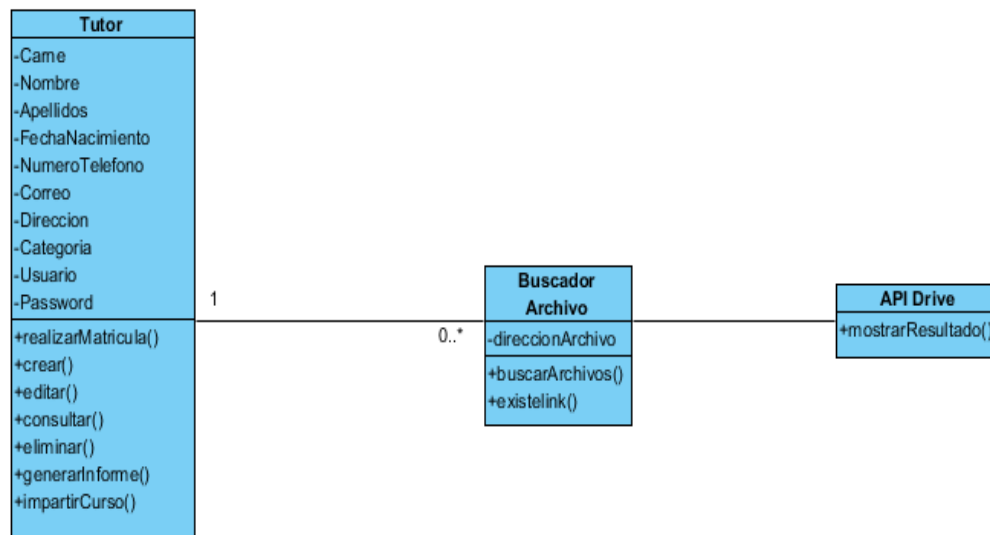 Tutor
-Carne
-Nombre
-Apellidos
-FechaNacimiento
-NumeroTelefono
-Correo
-Direccion
-Categoria
-Usuario
-Password
+realizarMatricula()
+crear()
+editar()
+consultar()
+eliminar()
+generarInforme()
+impartirCurso()
1
0..*
Buscador
Archivo
-direccionArchivo
+buscarArchivos()
+existelink()
API Drive
+mostrarResultado()